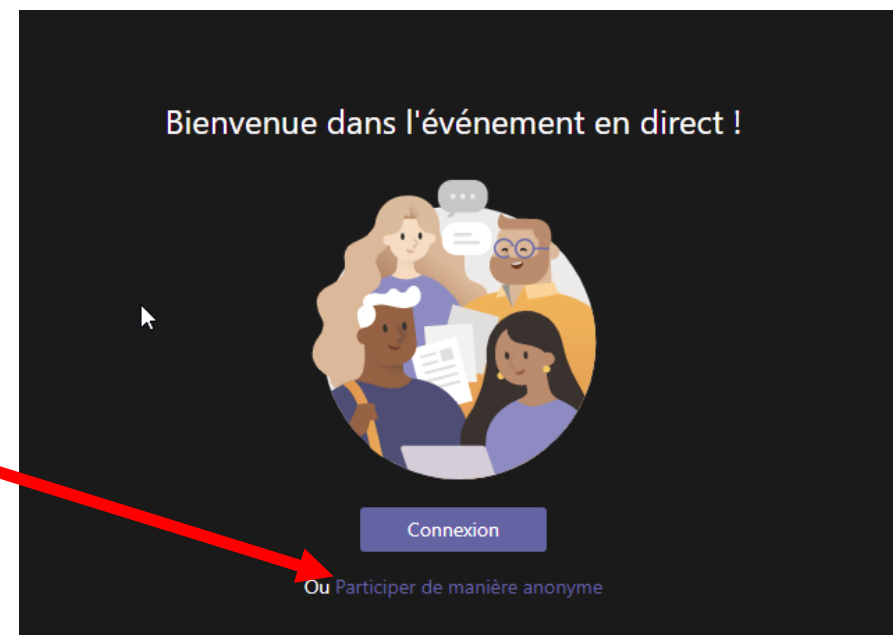 Bienvenue dans l'événement en direct !
Connexion
Ou Participer de manière anonyme